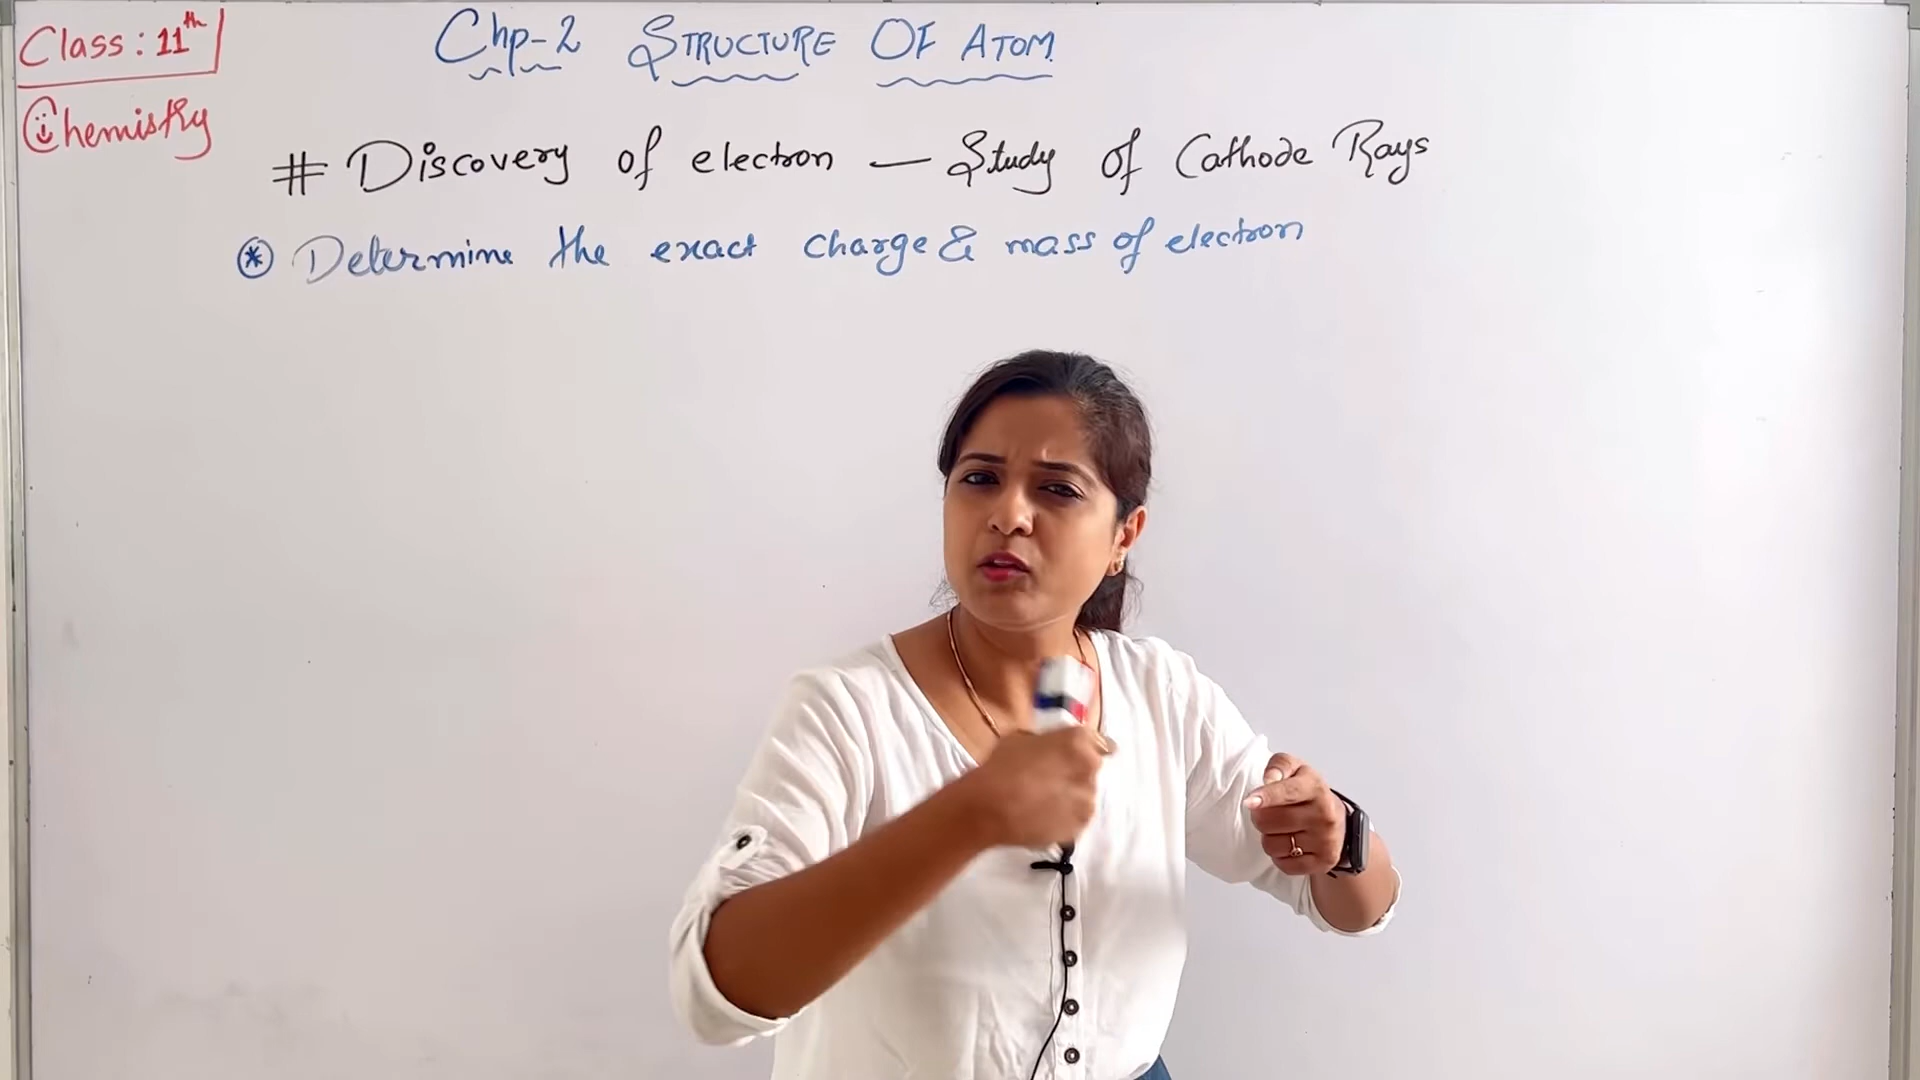 Class : 11th
Chemistry
Chp-2 STRUCTURE OF ATOM
# Discovery of electron — Study of Cathode Rays
* Determine the exact charge & mass of electron